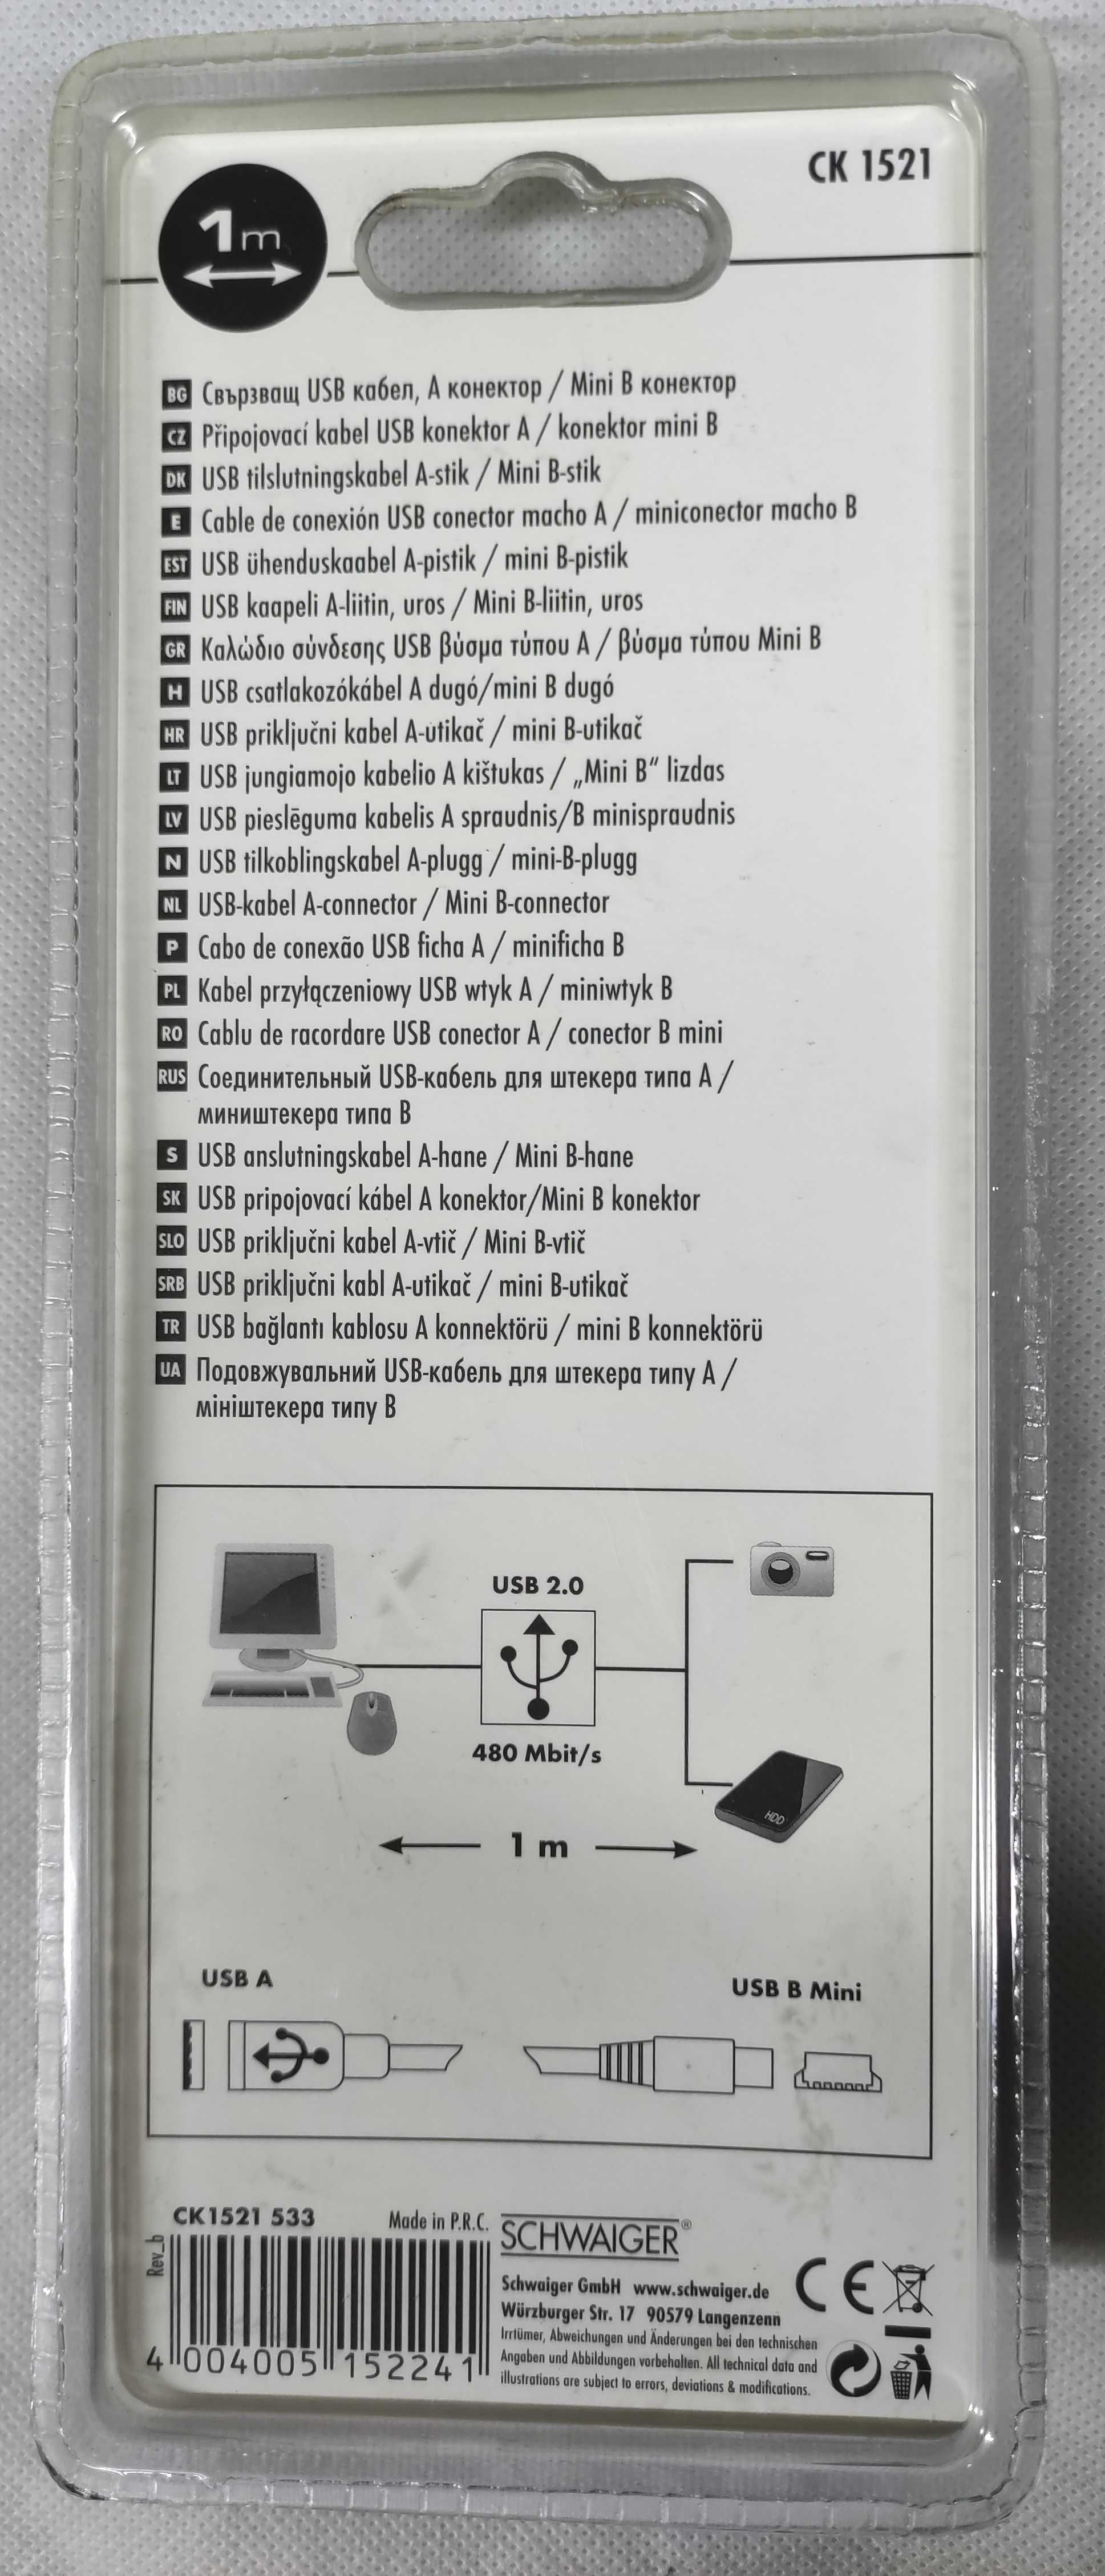 CK 1521
1m
BG Свързващ USB кабел, А конектор / Mini B конектор
CZ Připojovací kabel USB konektor A / konektor mini B
DK USB tilslutningskabel A-stik / Mini B-stik
E Cable de conexión USB conector macho A / miniconector macho B
EST USB ühenduskaabel A-pistik / mini B-pistik
FIN USB kaapeli A-liitin, uros / Mini B-liitin, uros
GR Καλώδιο σύνδεσης USB βύσμα τύπου A / βύσμα τύπου Mini B
H USB csatlakozókábel A dugó/mini B dugó
HR USB priključni kabel A-utikač / mini B-utikač
LT USB jungiamojo kabelio A kištukas / „Mini B“ lizdas
LV USB pieslēguma kabelis A spraudnis/B minispraudnis
N USB tilkoblingskabel A-plugg / mini-B-plugg
NL USB-kabel A-connector / Mini B-connector
P Cabo de conexão USB ficha A / minificha B
PL Kabel przyłączeniowy USB wtyk A / miniwtyk B
RO Cablu de racordare USB conector A / conector B mini
RUS Соединительный USB-кабель для штекера типа A /
миништекера типа B
S USB anslutningskabel A-hane / Mini B-hane
SK USB pripojovací kábel A konektor/Mini B konektor
SLO USB priključni kabel A-vtič / Mini B-vtič
SRB USB priključni kabl A-utikač / mini B-utikač
TR USB bağlantı kablosu A konnektörü / mini B konnektörü
UA Подовжувальний USB-кабель для штекера типу A /
мініштекера типу B
USB 2.0
480 Mbit/s
HDD
1 m
USB A
USB B Mini
CK1521 533
Made in P.R.C.
Rev_b
4 004005 152241
SCHWAIGER®
Schwaiger GmbH www.schwaiger.de
Würzburger Str. 17 90579 Langenzenn
Irrtümer, Abweichungen und Änderungen bei den technischen
Angaben und Abbildungen vorbehalten. All technical data and
illustrations are subject to errors, deviations & modifications.
CE